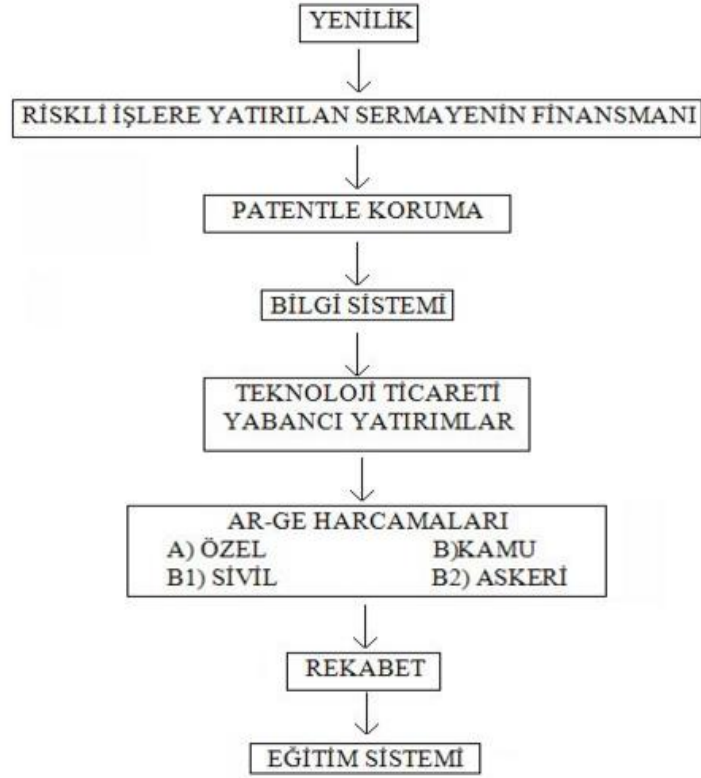 YENİLİK
RİSKLİ İŞLERE YATIRILAN SERMAYENİN FİNANSMANI
PATENTLE KORUMA
BİLGİ SİSTEMİ
TEKNOLOJİ TİCARETİ
YABANCI YATIRIMLAR
AR-GE HARCAMALARI
A) ÖZEL B)KAMU
B1) SİVİL B2) ASKERİ
REKABET
EĞİTİM SİSTEMİ